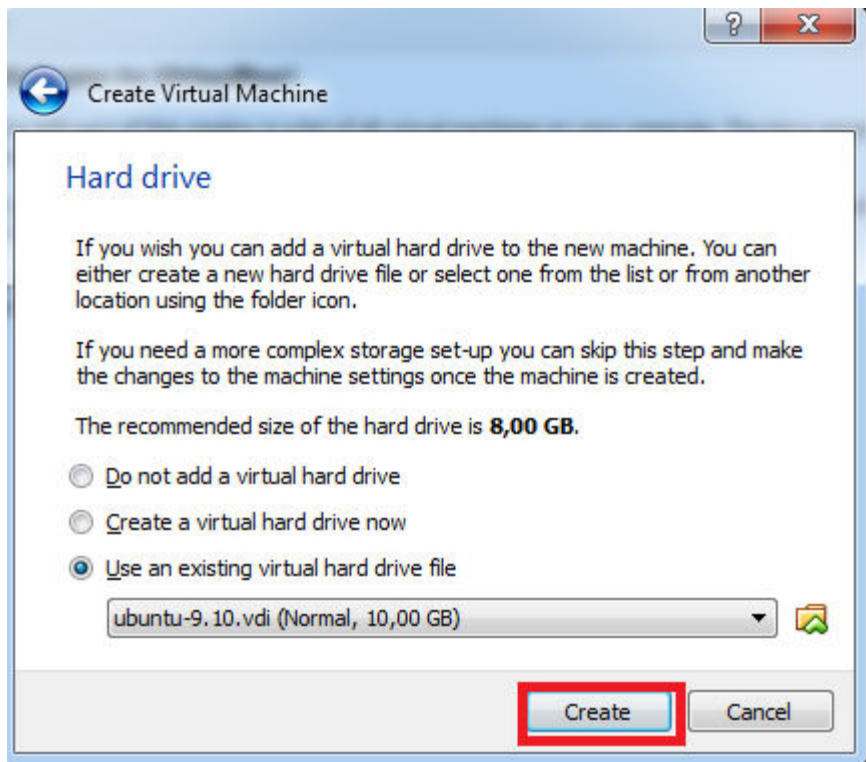 ?
Create Virtual Machine
Hard drive
If you wish you can add a virtual hard drive to the new machine. You can
either create a new hard drive file or select one from the list or from another
location using the folder icon.
If you need a more complex storage set-up you can skip this step and make
the changes to the machine settings once the machine is created.
The recommended size of the hard drive is 8,00 GB.
Do not add a virtual hard drive
Create a virtual hard drive now
Use an existing virtual hard drive file
ubuntu-9.10.vdi (Normal, 10,00 GB)
Create Cancel